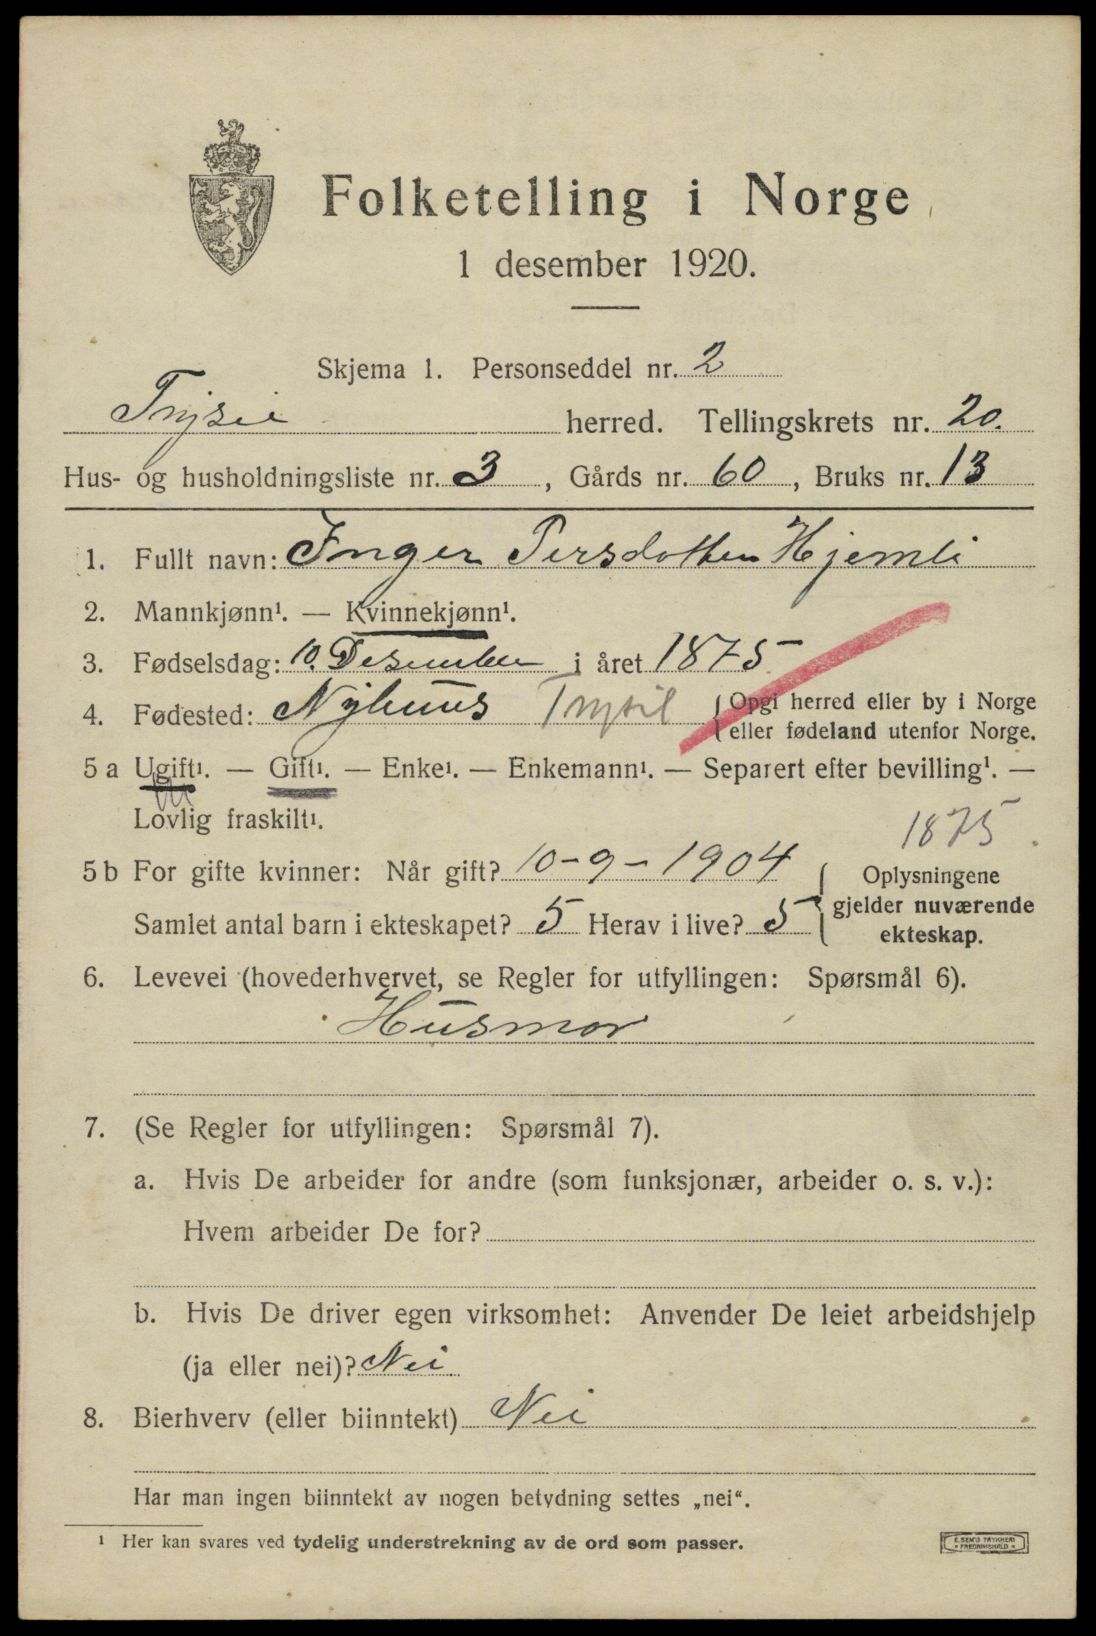 Folketelling i Norge
1 desember 1920.
Skjema 1. Personseddel nr. 2
Trysil herred. Tellingskrets nr. 20.
Hus- og husholdningsliste nr. 3, Gårds nr. 60, Bruks nr. 13
1. Fullt navn: Inger Persdotter Hjemli
2. Mannkjønn¹. — Kvinnekjønn¹.
3. Fødselsdag: 10. Desember i året 1875
4. Fødested: Nyhuus Trysil {Opgi herred eller by i Norge
eller fødeland utenfor Norge.
5 a Ugift¹. — Gift¹. — Enke¹. — Enkemann¹. — Separert efter bevilling¹. —
Lovlig fraskilt¹.
1875
5 b For gifte kvinner: Når gift? 10-9-1904 { Oplysningene
gjelder nuværende
Samlet antal barn i ekteskapet? 5 Herav i live? 5
ekteskap.
6. Levevei (hovederhvervet, se Regler for utfyllingen: Spørsmål 6).
Husmor
7. (Se Regler for utfyllingen: Spørsmål 7).
a. Hvis De arbeider for andre (som funksjonær, arbeider o. s. v.):
Hvem arbeider De for?
b. Hvis De driver egen virksomhet: Anvender De leiet arbeidshjelp
(ja eller nei)? Nei
8. Bierhverv (eller biinntekt) Nei
Har man ingen biinntekt av nogen betydning settes „nei“.
¹ Her kan svares ved tydelig understrekning av de ord som passer.
E. SEM'S TRYKKERI
FREDRIKSHALD